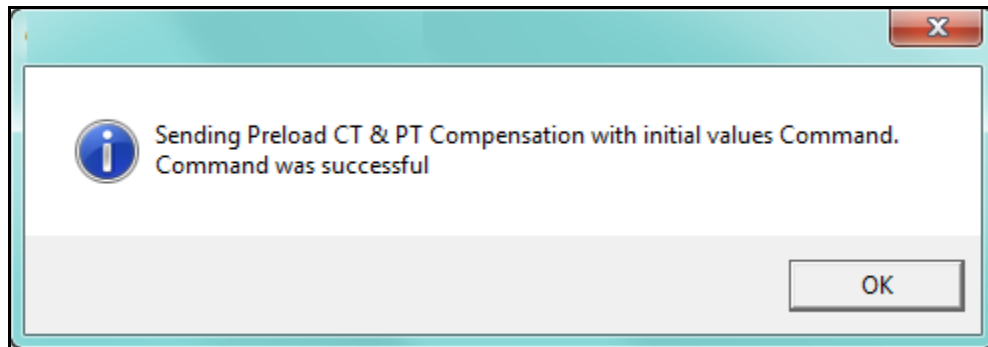 Sending Preload CT & PT Compensation with initial values Command.
Command was successful
OK